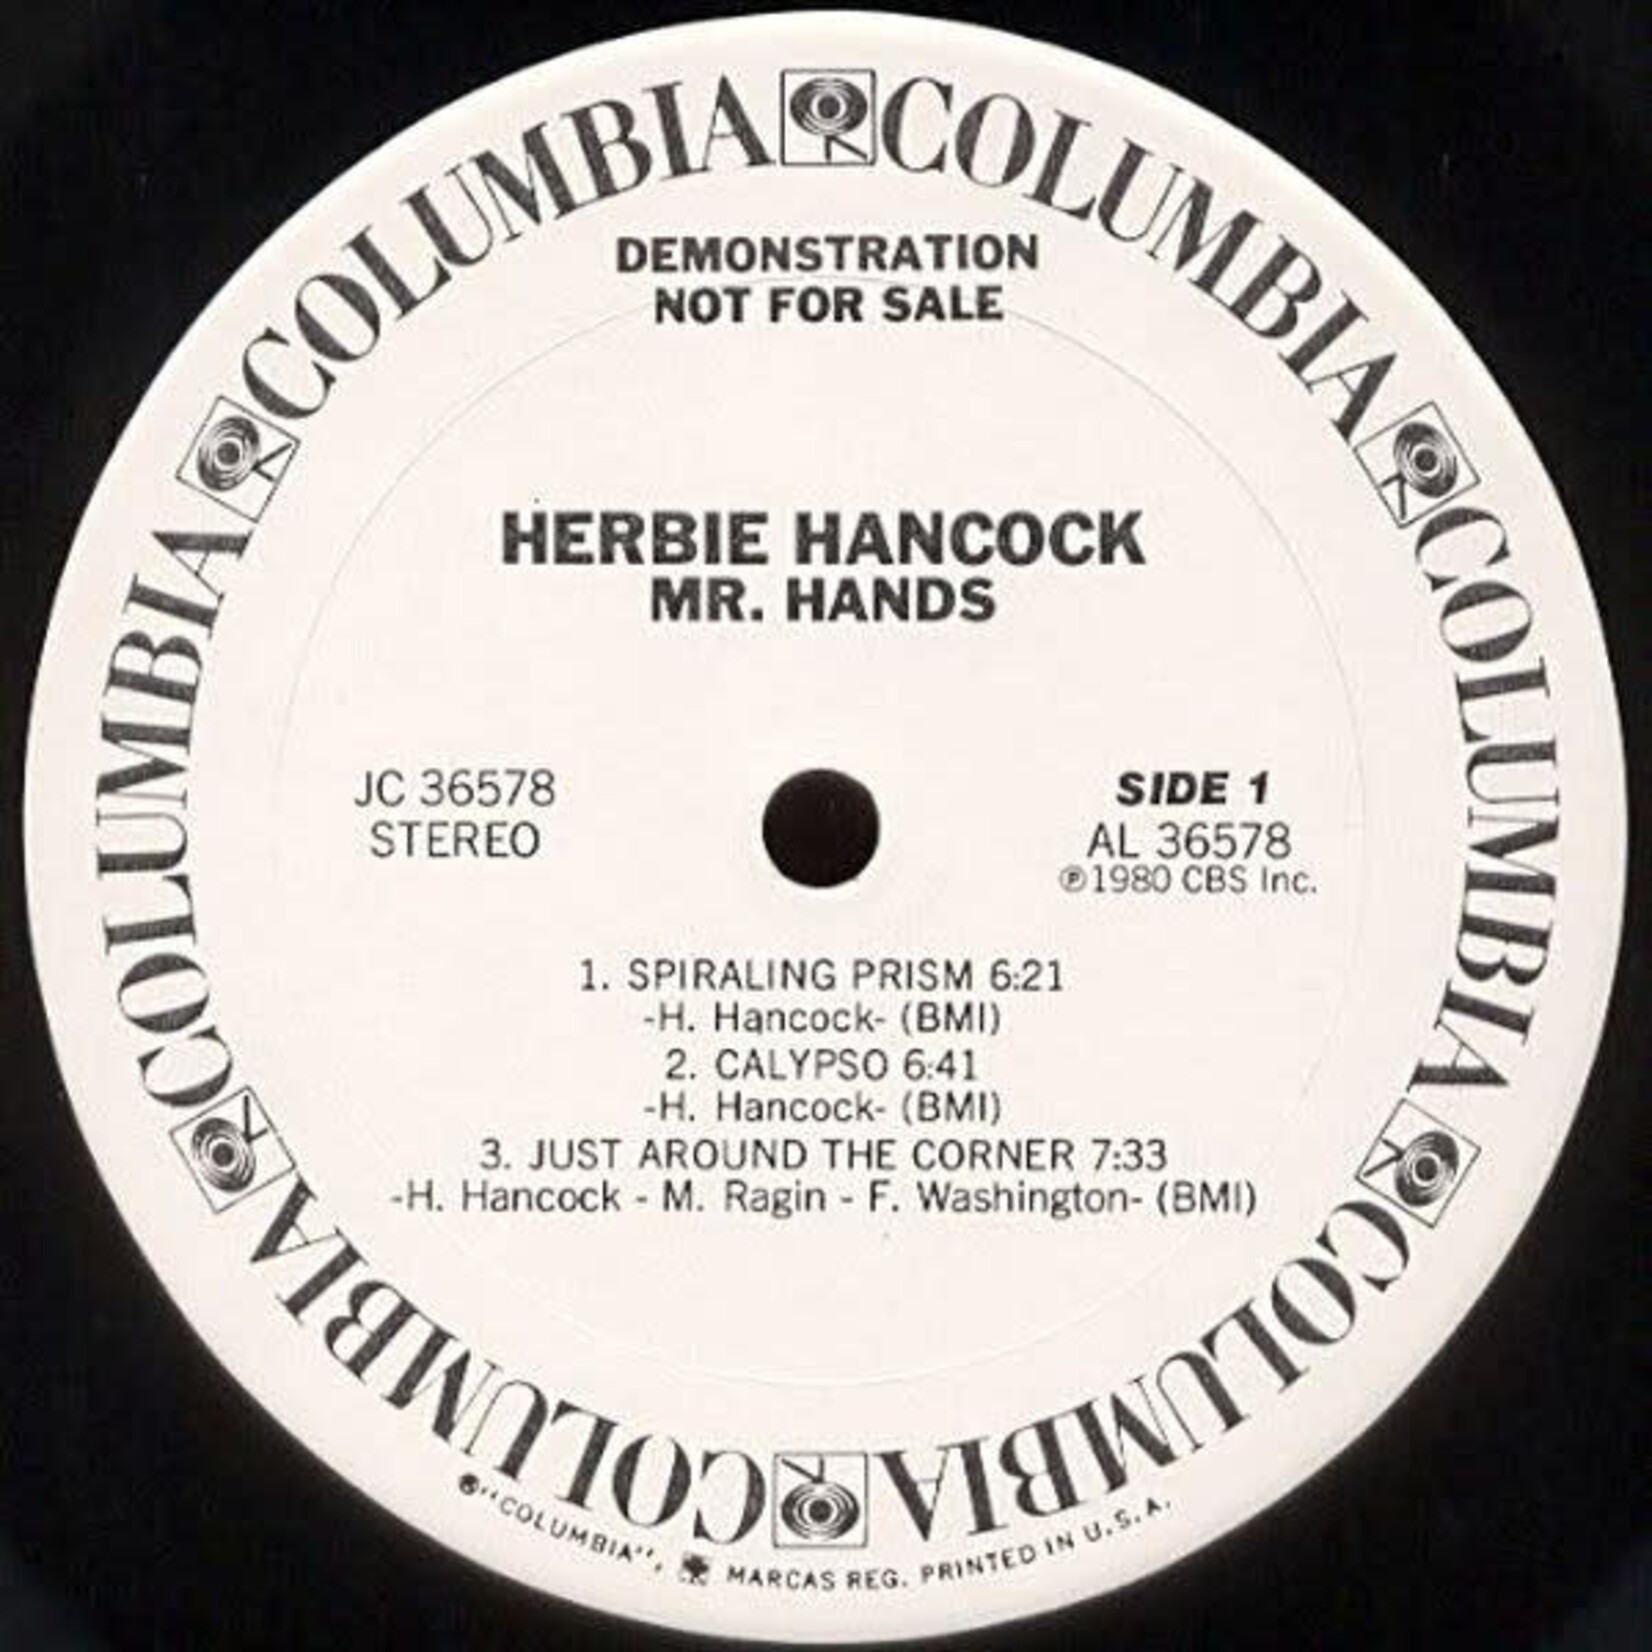 COLUMBIA COLUMBIA COLUMBIA COLUMBIA COLUMBIA COLUMBIA
DEMONSTRATION
NOT FOR SALE
HERBIE HANCOCK
MR. HANDS
JC 36578
STEREO
SIDE 1
AL 36578
℗1980 CBS Inc.
1. SPIRALING PRISM 6:21
-H. Hancock- (BMI)
2. CALYPSO 6:41
-H. Hancock- (BMI)
3. JUST AROUND THE CORNER 7:33
-H. Hancock - M. Ragin - F. Washington- (BMI)
"COLUMBIA", MARCAS REG. PRINTED IN U.S.A.